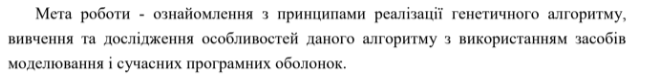 Мета роботи - ознайомлення з принципами реалізації генетичного алгоритму,
вивчення та дослідження особливостей даного алгоритму з використанням засобів
моделювання і сучасних програмних оболонок.